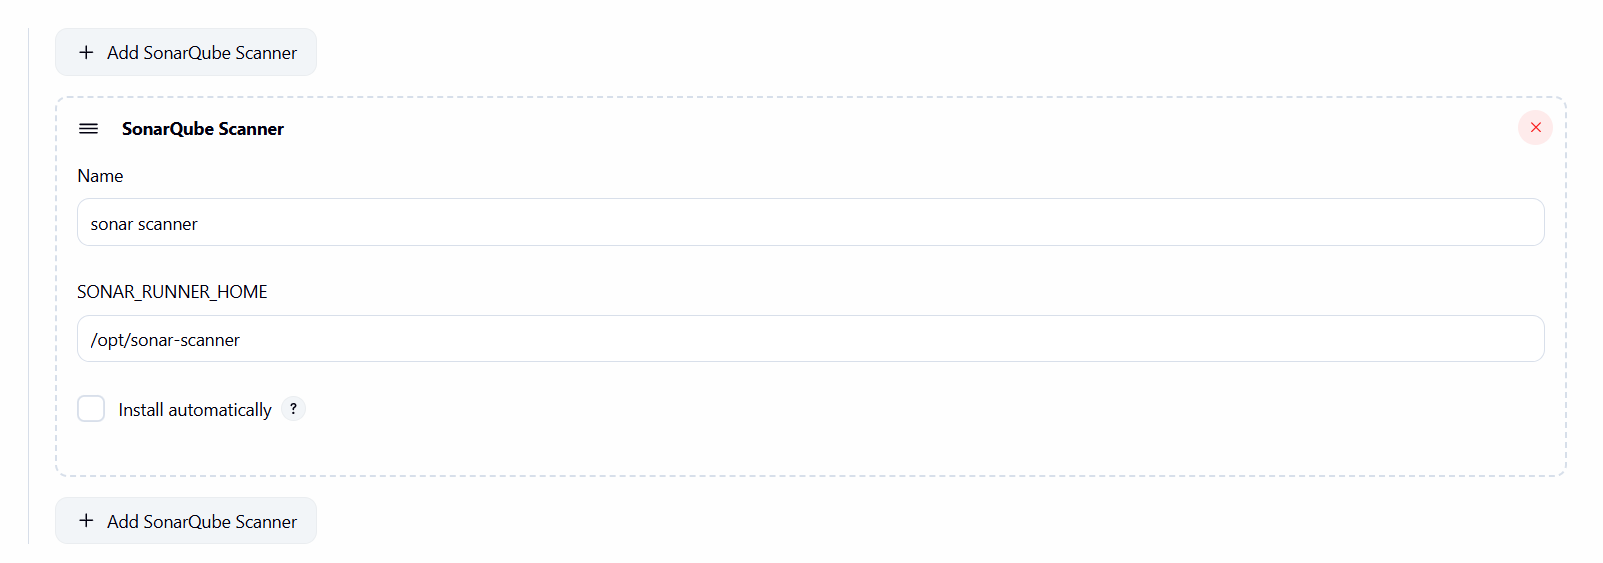 + Add SonarQube Scanner
SonarQube Scanner
Name
sonar scanner
SONAR_RUNNER_HOME
/opt/sonar-scanner
Install automatically ?
+ Add SonarQube Scanner